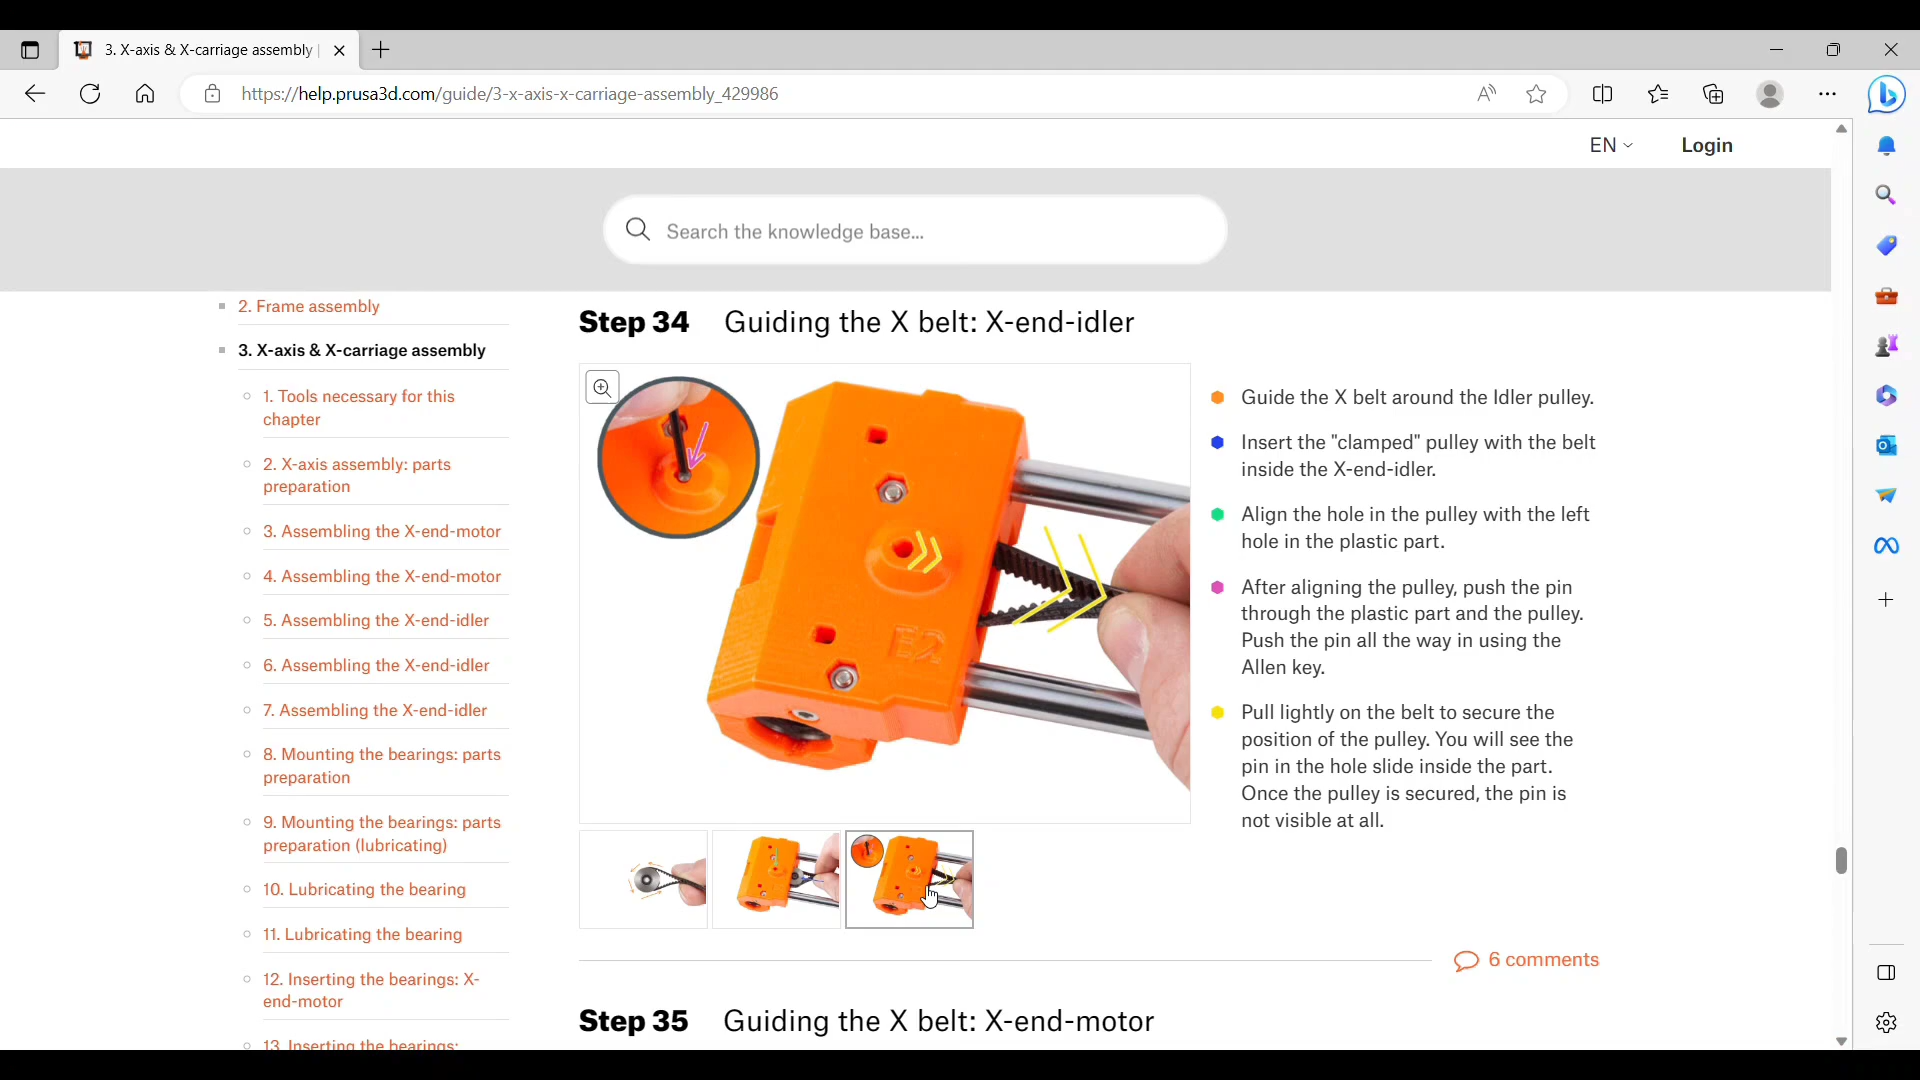 3. X-axis & X-carriage assembly |
https://help.prusa3d.com/guide/3-x-axis-x-carriage-assembly_429986
EN
Login
Search the knowledge base...
2. Frame assembly
3. X-axis & X-carriage assembly
1. Tools necessary for this
chapter
2. X-axis assembly: parts
preparation
3. Assembling the X-end-motor
4. Assembling the X-end-motor
5. Assembling the X-end-idler
6. Assembling the X-end-idler
7. Assembling the X-end-idler
8. Mounting the bearings: parts
preparation
9. Mounting the bearings: parts
preparation (lubricating)
10. Lubricating the bearing
11. Lubricating the bearing
12. Inserting the bearings: X-
end-motor
13. Inserting the bearings:
Step 34 Guiding the X belt: X-end-idler
E2
Guide the X belt around the Idler pulley.
Insert the "clamped" pulley with the belt
inside the X-end-idler.
Align the hole in the pulley with the left
hole in the plastic part.
After aligning the pulley, push the pin
through the plastic part and the pulley.
Push the pin all the way in using the
Allen key.
Pull lightly on the belt to secure the
position of the pulley. You will see the
pin in the hole slide inside the part.
Once the pulley is secured, the pin is
not visible at all.
6 comments
Step 35 Guiding the X belt: X-end-motor